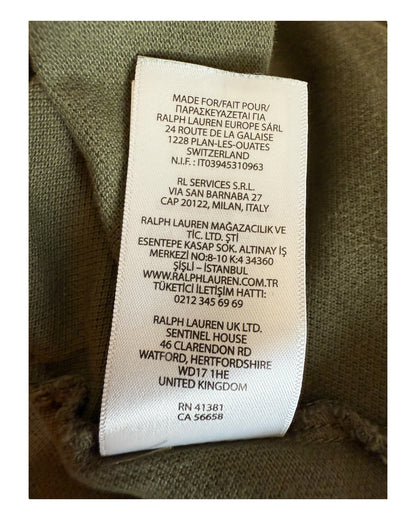 MADE FOR/FAIT POUR/
ΠΑΡΑΣΚΕΥΑΖΕΤΑΙ ΓΙΑ
RALPH LAUREN EUROPE SÁRL
24 ROUTE DE LA GALAISE
1228 PLAN-LES-OUATES
SWITZERLAND
N.I.F. : IT03945310963
RL SERVICES S.R.L.
VIA SAN BARNABA 27
CAP 20122, MILAN, ITALY
RALPH LAUREN MAĞAZACILIK VE
TİC. LTD. ŞTİ
ESENTEPE KASAP SOK. ALTINAY İŞ
MERKEZİ NO:8-10 K:4 34360
ŞİŞLİ – İSTANBUL
WWW.RALPHLAUREN.COM.TR
TÜKETİCİ İLETİŞİM HATTI:
0212 345 69 69
RALPH LAUREN UK LTD.
SENTINEL HOUSE
46 CLARENDON RD
WATFORD, HERTFORDSHIRE
WD17 1HE
UNITED KINGDOM
RN 41381
CA 56658